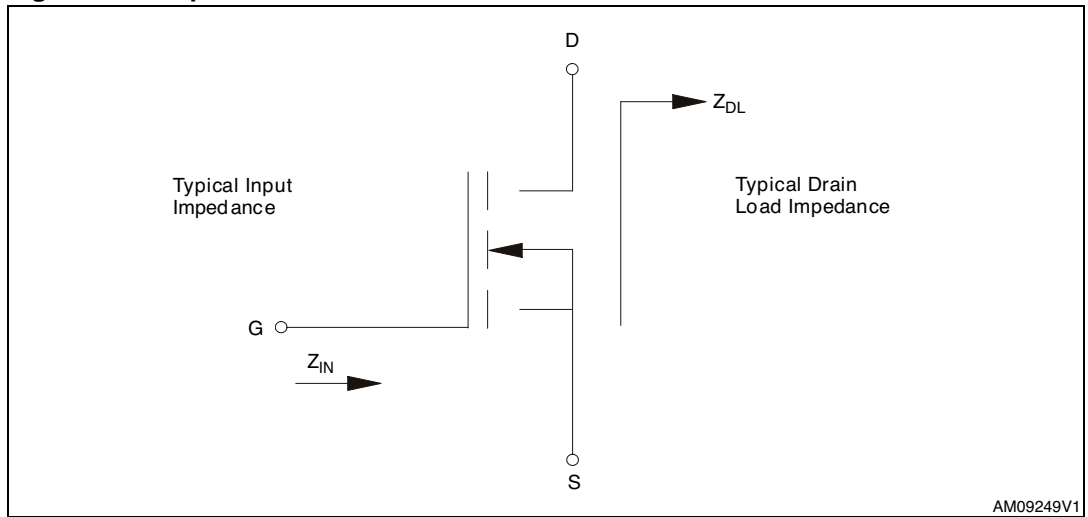 D
Z_DL
Typical Input
Impedance
Typical Drain
Load Impedance
G
Z_IN
S
AM09249V1